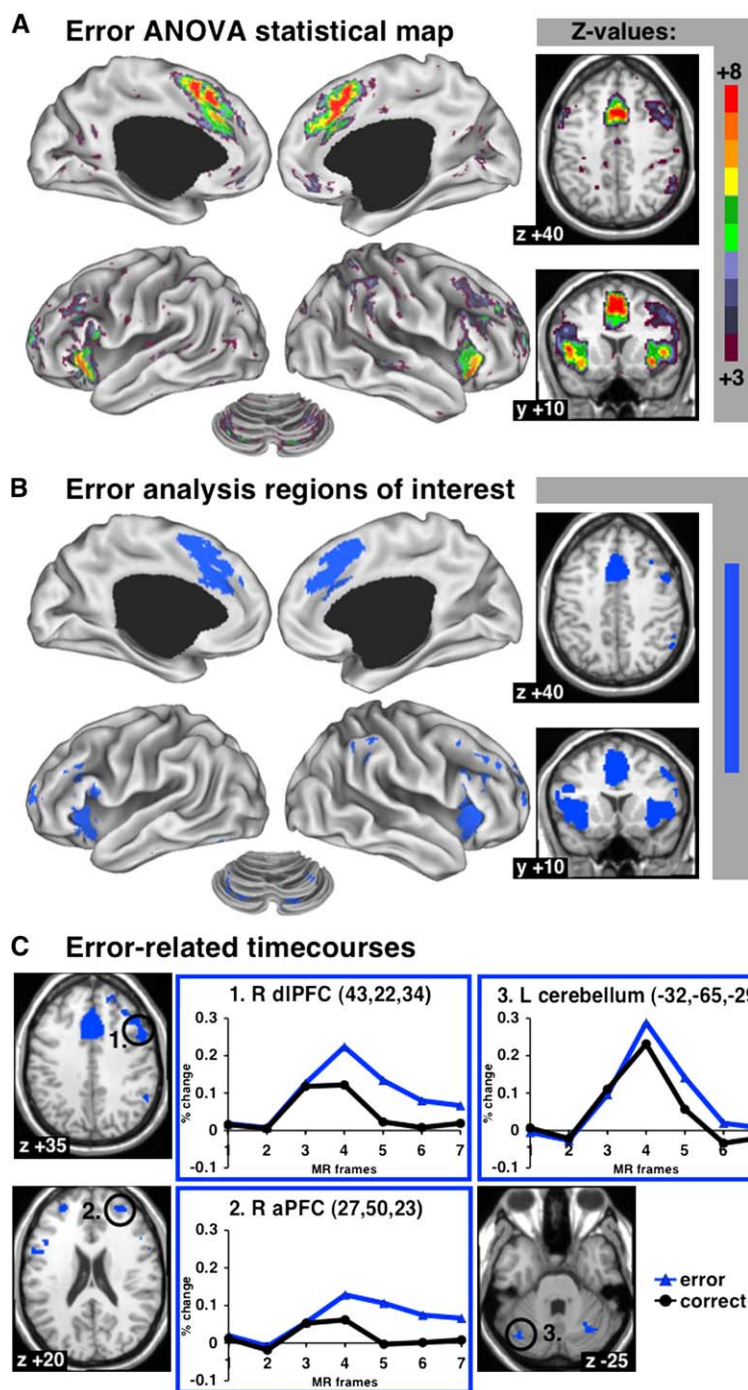 A Error ANOVA statistical map
Z-values:
+8
+3
z +40
y +10
B Error analysis regions of interest
z +40
y +10
C Error-related timecourses
1.
z +35
1. R dlPFC (43,22,34)
0.3
0.2
0.1
0
-0.1
% change
1 2 3 4 5 6 7
MR frames
3. L cerebellum (-32,-65,-29
0.3
0.2
0.1
0
-0.1
% change
1 2 3 4 5 6 7
MR frames
2.
z +20
2. R aPFC (27,50,23)
0.3
0.2
0.1
0
-0.1
% change
1 2 3 4 5 6 7
MR frames
3.
z -25
error
correct